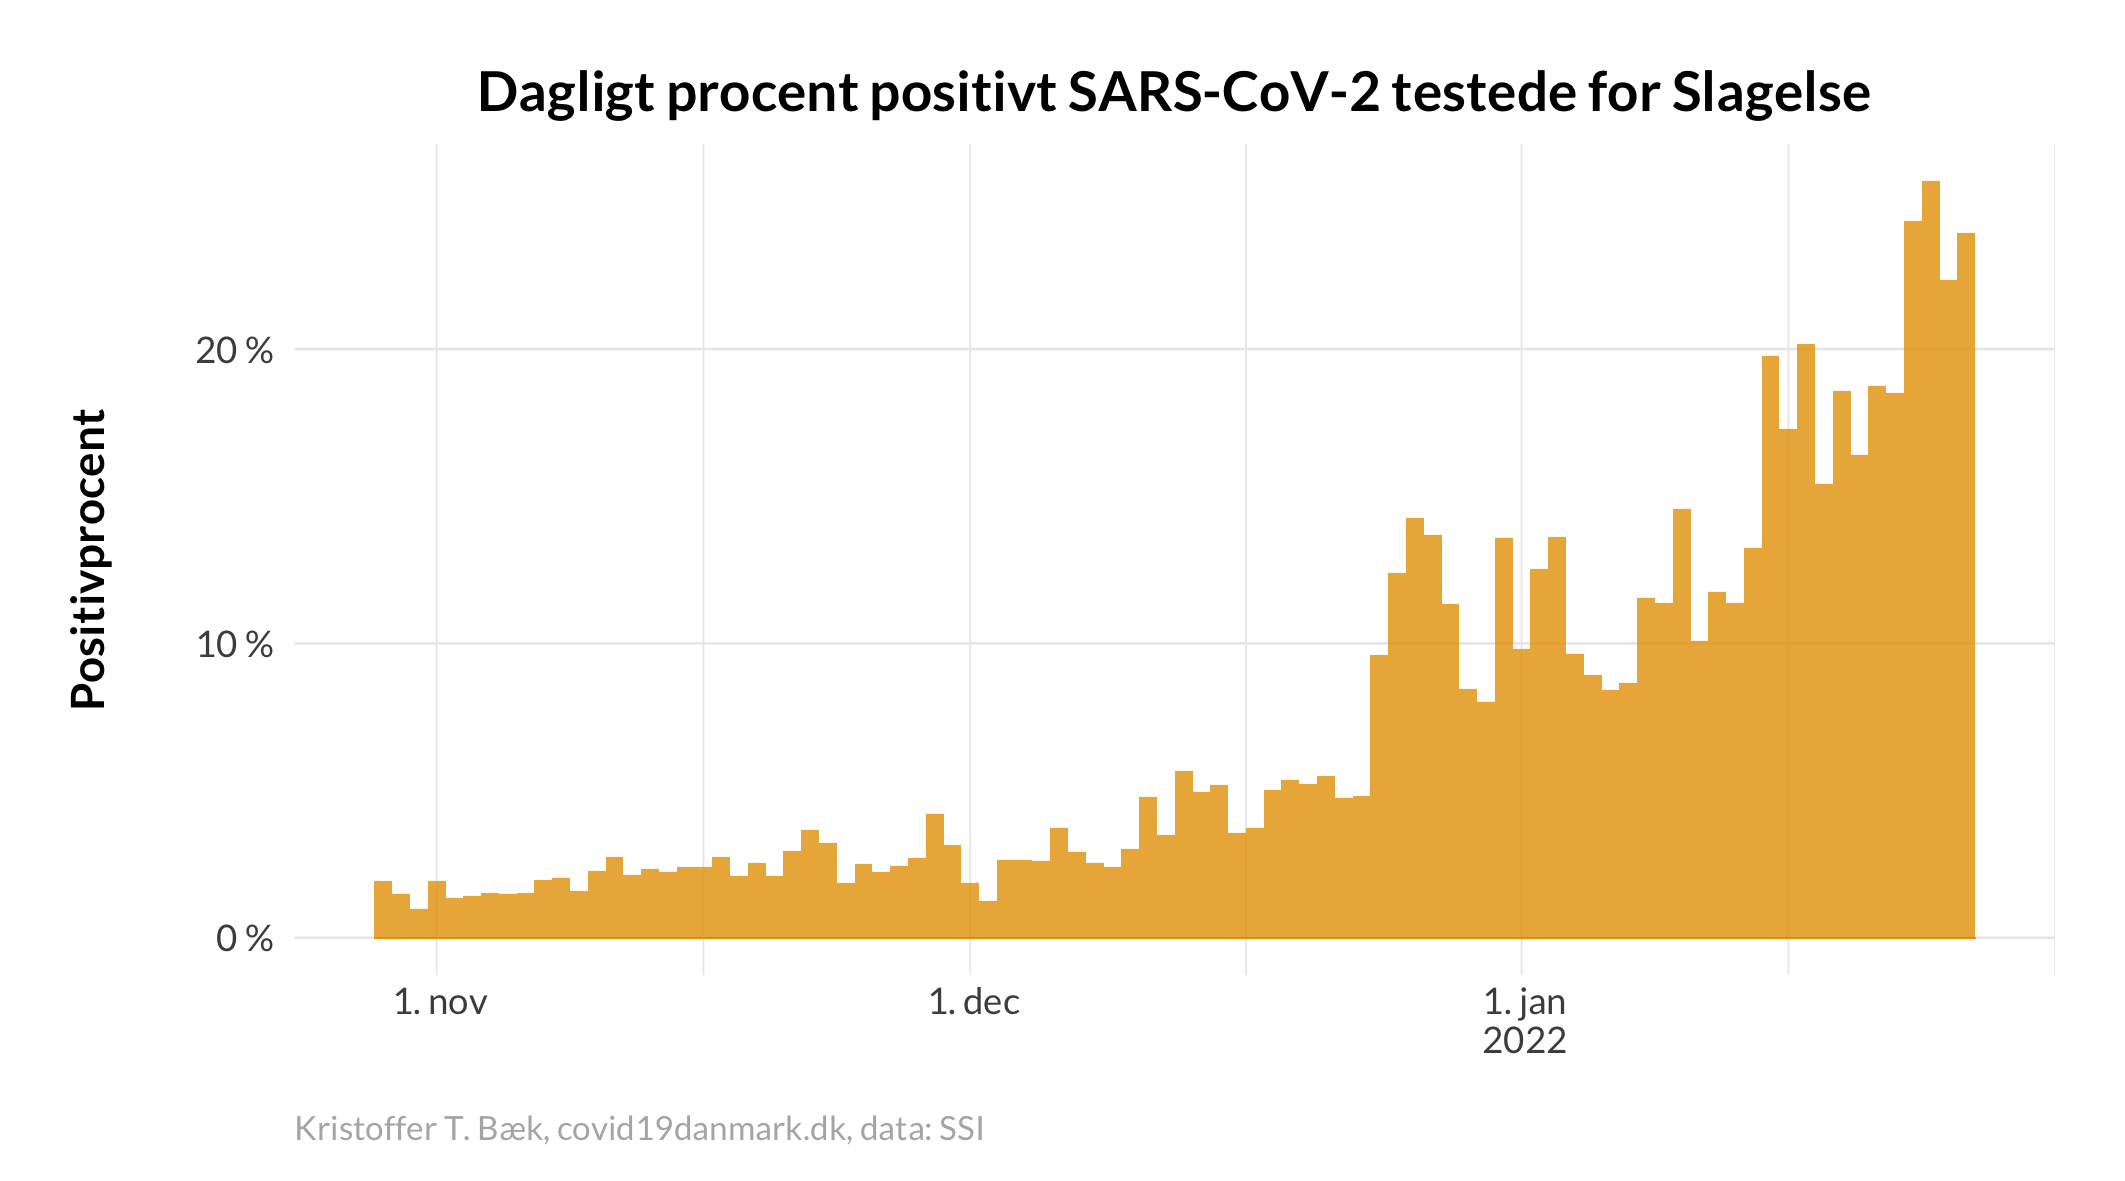 Dagligt procent positivt SARS-CoV-2 testede for Slagelse
Positivprocent
20 %
10 %
0 %
1. nov
1. dec
1. jan
2022
Kristoffer T. Bæk, covid19danmark.dk, data: SSI